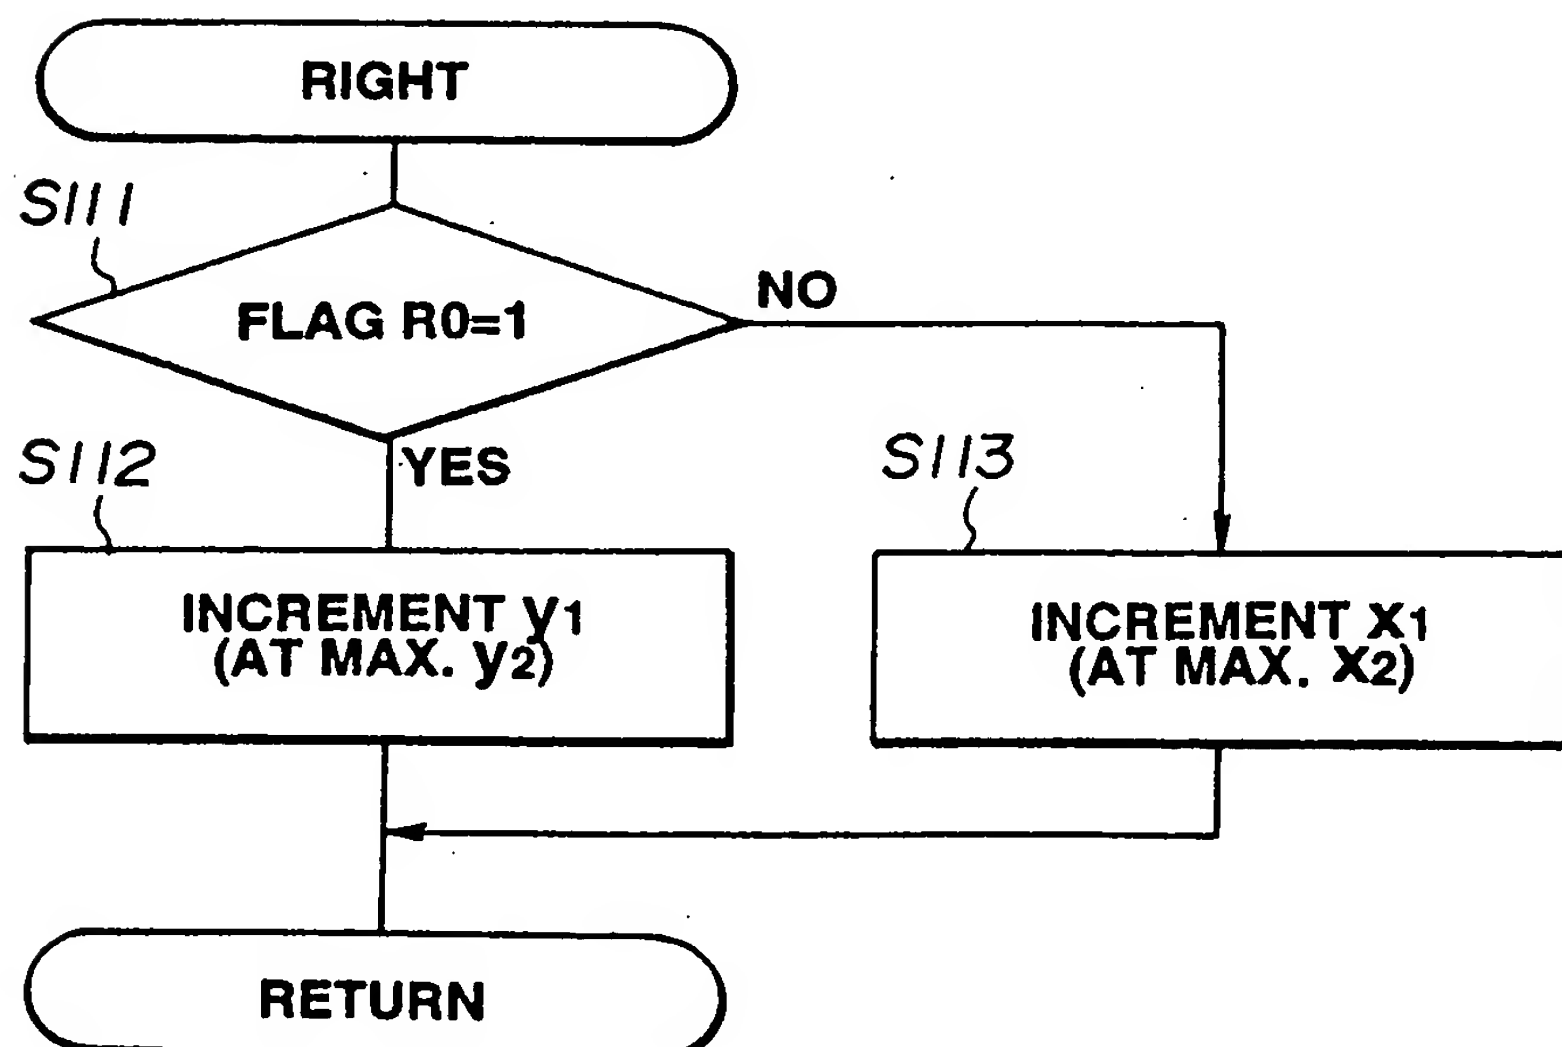 RIGHT
S111
FLAG R0=1
NO
YES
S112
S113
INCREMENT y1
(AT MAX. y2)
INCREMENT x1
(AT MAX. x2)
RETURN